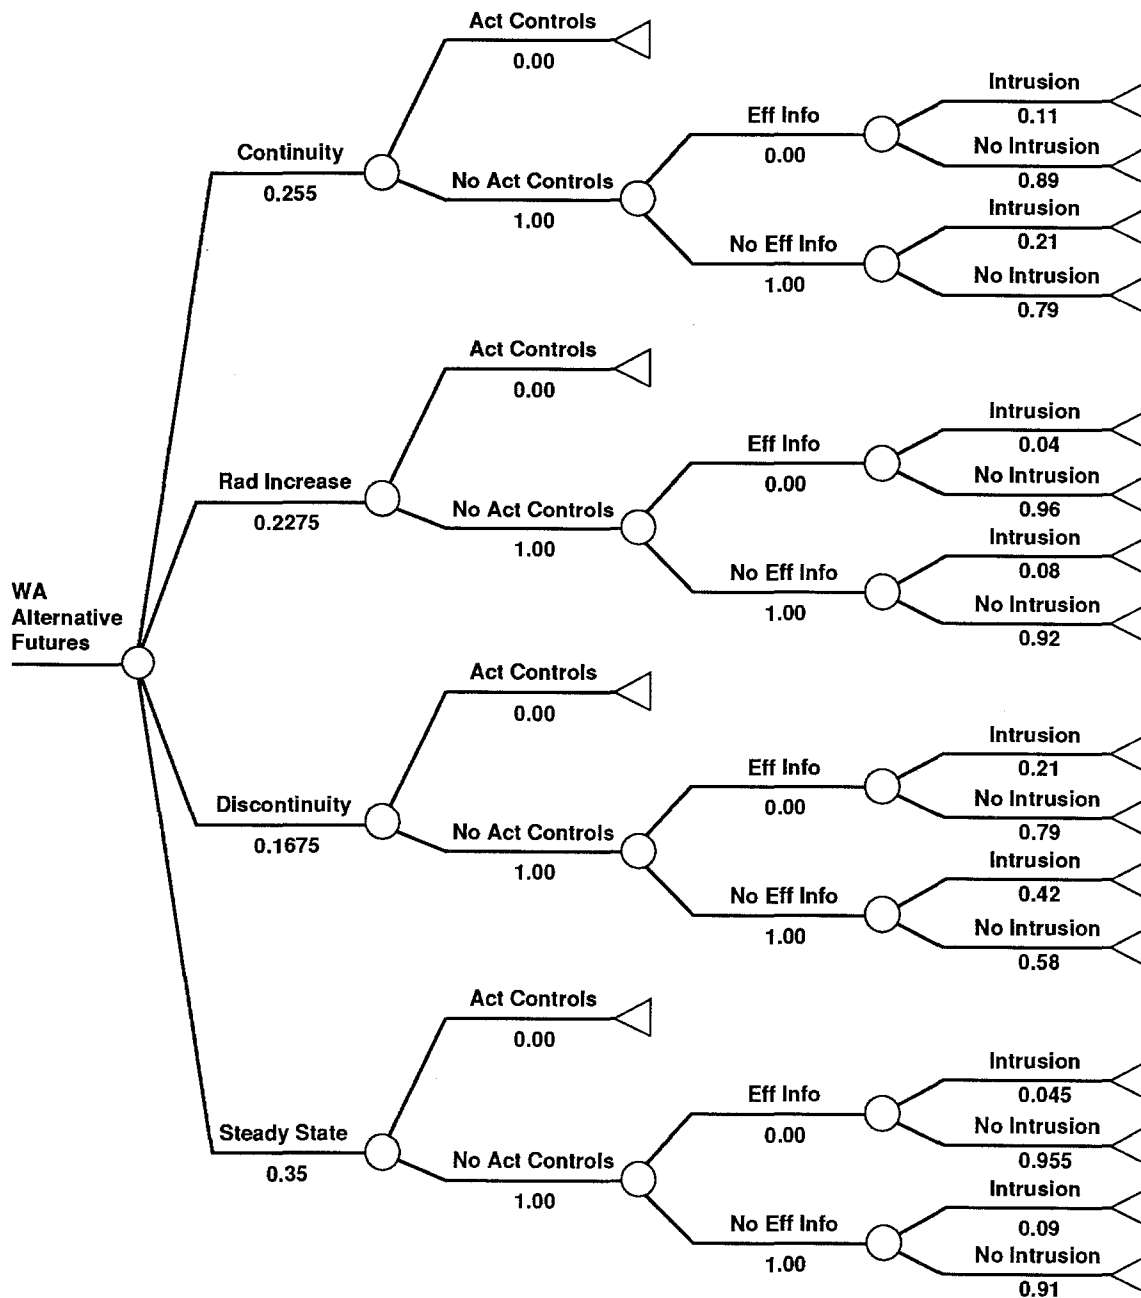 Act Controls
0.00
Intrusion
0.11
Eff Info
0.00
No Intrusion
0.89
Continuity
0.255
No Act Controls
1.00
Intrusion
0.21
No Eff Info
1.00
No Intrusion
0.79
Act Controls
0.00
Intrusion
0.04
Eff Info
0.00
No Intrusion
0.96
Rad Increase
0.2275
No Act Controls
1.00
Intrusion
0.08
No Eff Info
1.00
No Intrusion
0.92
WA
Alternative
Futures
Act Controls
0.00
Intrusion
0.21
Eff Info
0.00
No Intrusion
0.79
Discontinuity
0.1675
No Act Controls
1.00
Intrusion
0.42
No Eff Info
1.00
No Intrusion
0.58
Act Controls
0.00
Intrusion
0.045
Eff Info
0.00
No Intrusion
0.955
Steady State
0.35
No Act Controls
1.00
Intrusion
0.09
No Eff Info
1.00
No Intrusion
0.91